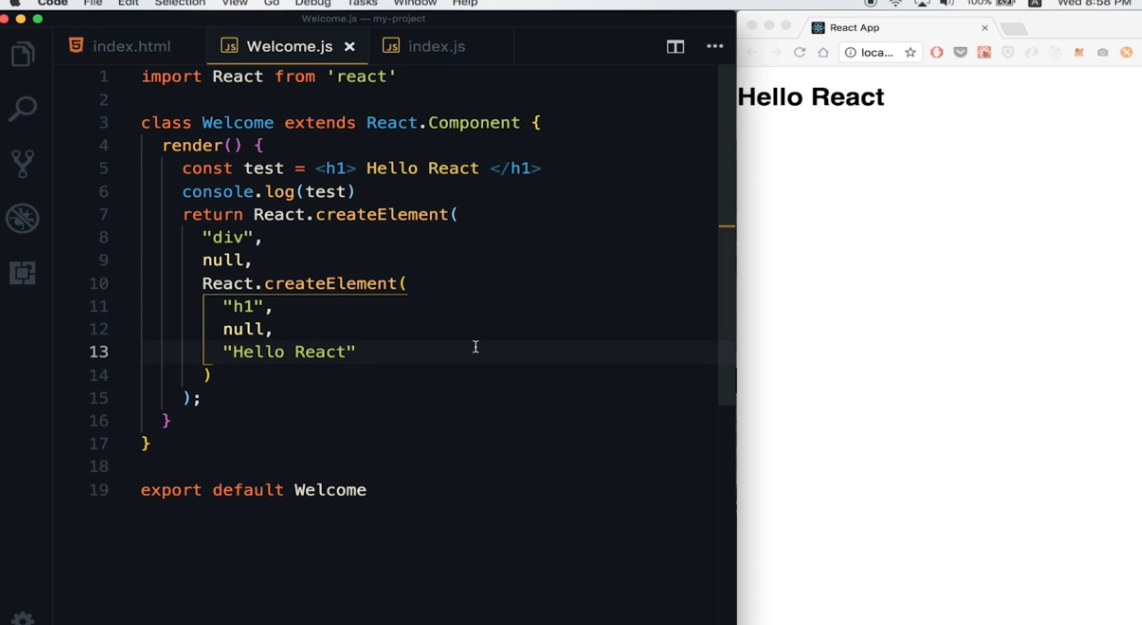 Code File Edit Selection View Go Debug Tasks Window Help 100% Wed 8:58 PM
Welcome.js — my-project
index.html Welcome.js index.js
React App
loca...
1 import React from 'react'
2
3 class Welcome extends React.Component {
4 render() {
5 const test = <h1> Hello React </h1>
6 console.log(test)
7 return React.createElement(
8 "div",
9 null,
10 React.createElement(
11 "h1",
12 null,
13 "Hello React"
14 )
15 );
16 }
17 }
18
19 export default Welcome
Hello React